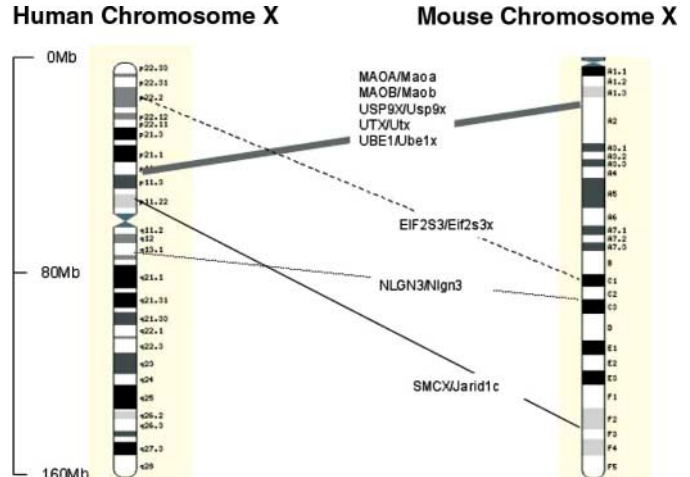 Human Chromosome X
Mouse Chromosome X
0Mb
80Mb
160Mb
p22.33
p22.31
p22.2
p22.12
p22.11
p21.3
p21.1
p11.3
p11.22
q11.2
q12
q13.1
q21.1
q21.31
q21.33
q22.1
q22.3
q23
q24
q25
q26.2
q26.3
q27.3
q28
MAOA/Maoa
MAOB/Maob
USP9X/Usp9x
UTX/Utx
UBE1/Ube1x
EIF2S3/Eif2s3x
NLGN3/Nlgn3
SMCX/Jarid1c
A1.1
A1.2
A1.3
A2
A3.1
A3.2
A3.3
A4
A5
A6
A7.1
A7.2
A7.3
B
C1
C2
C3
D
E1
E2
E3
F1
F2
F3
F4
F5